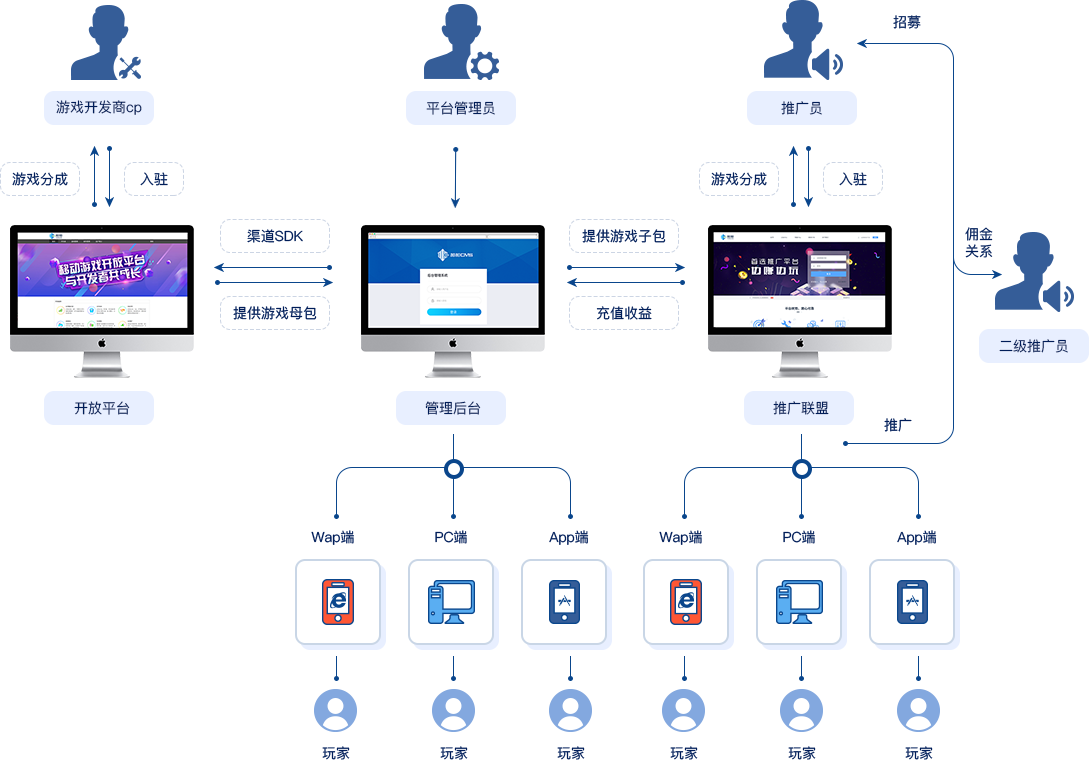 招募
游戏开发商cp
平台管理员
推广员
游戏分成
入驻
游戏分成
入驻
渠道SDK
提供游戏母包
提供游戏子包
充值收益
佣金
关系
移动游戏开放平台
与开发者共成长
首选推广平台
边赚边玩
二级推广员
开放平台
管理后台
推广联盟
推广
Wap端
PC端
App端
Wap端
PC端
App端
玩家
玩家
玩家
玩家
玩家
玩家